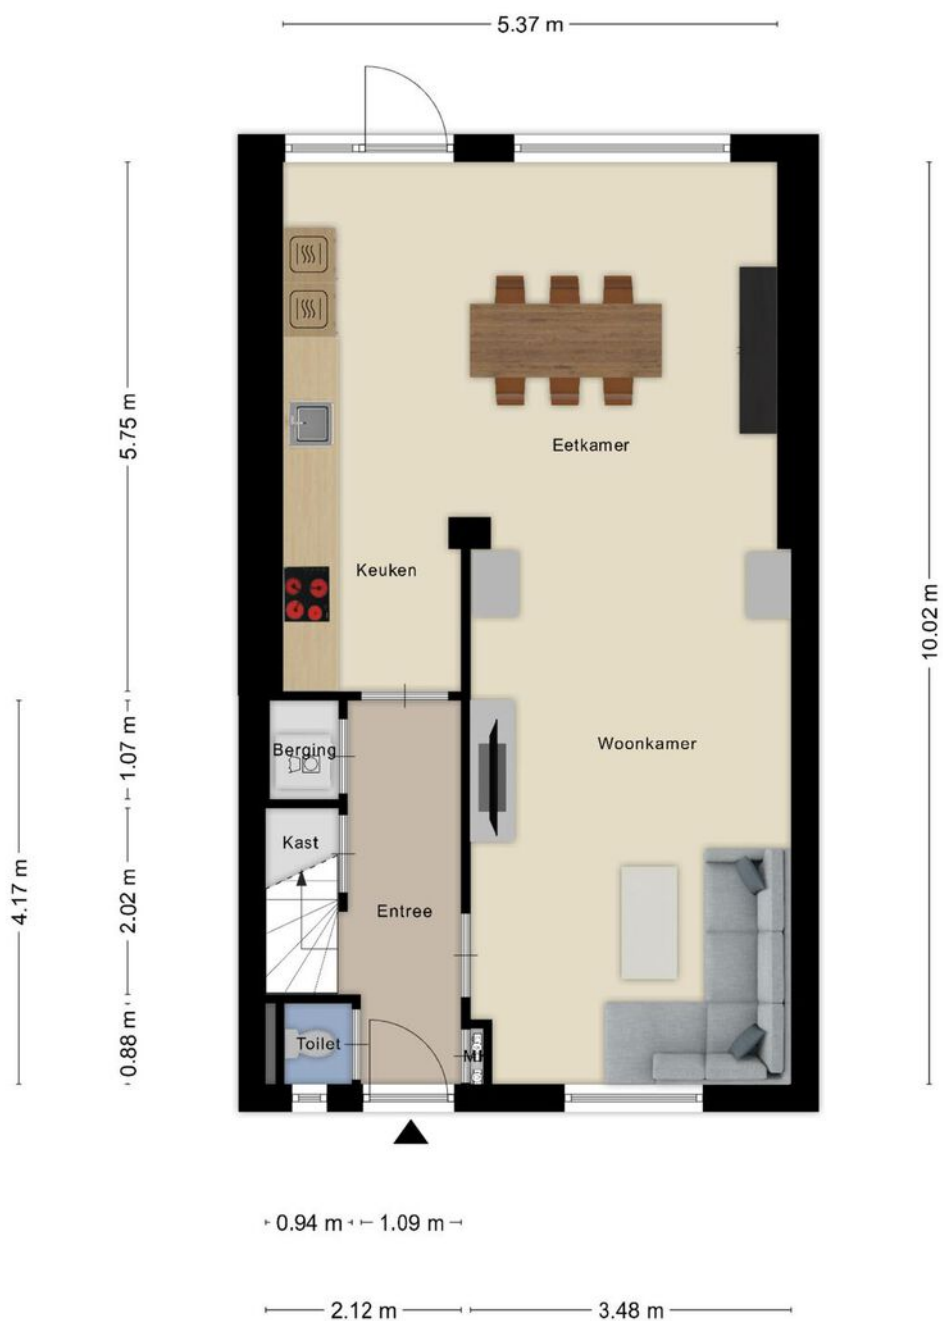 5.37 m
5.75 m
Eetkamer
Keuken
10.02 m
Woonkamer
1.07 m
Berging
Kast
4.17 m
2.02 m
Entree
0.88 m
Toilet
0.94 m
1.09 m
2.12 m
3.48 m